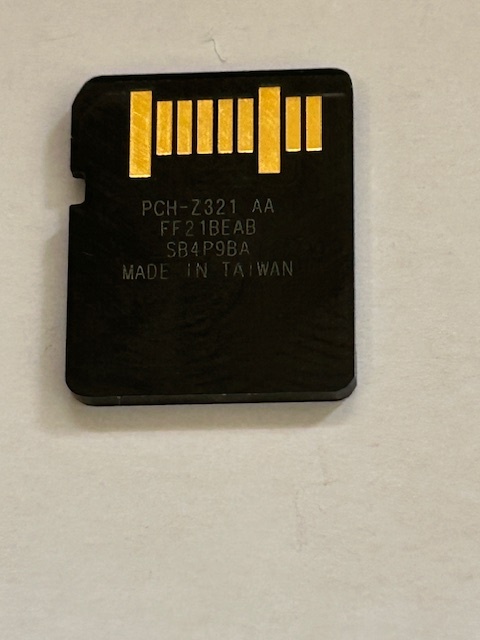 PCH-Z321 AA
FF21BEAB
SB4P9BA
MADE IN TAIWAN